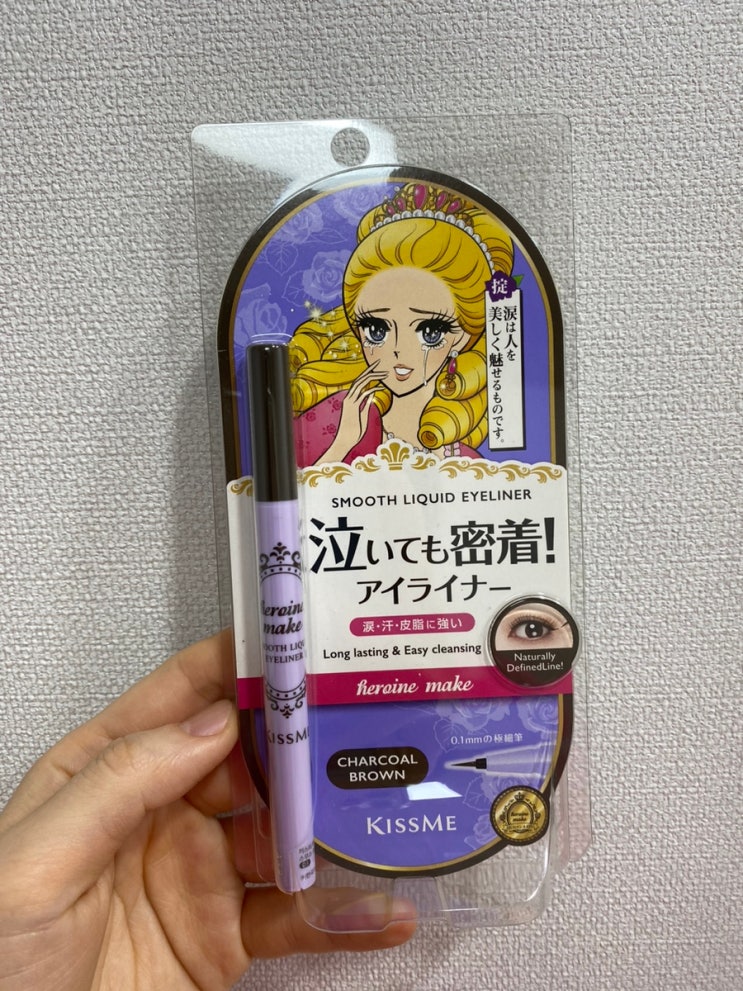 掟
涙は人を
美しく魅せるものです。
SMOOTH LIQUID EYELINER
泣いても密着!
アイライナー
涙・汗・皮脂に強い
Long lasting & Easy cleansing
Naturally
DefinedLine!
heroine make
0.1mmの極細筆
CHARCOAL
BROWN
KISSME
heroine
make
heroine
make
SMOOTH LIQUID
EYELINER
KISSME